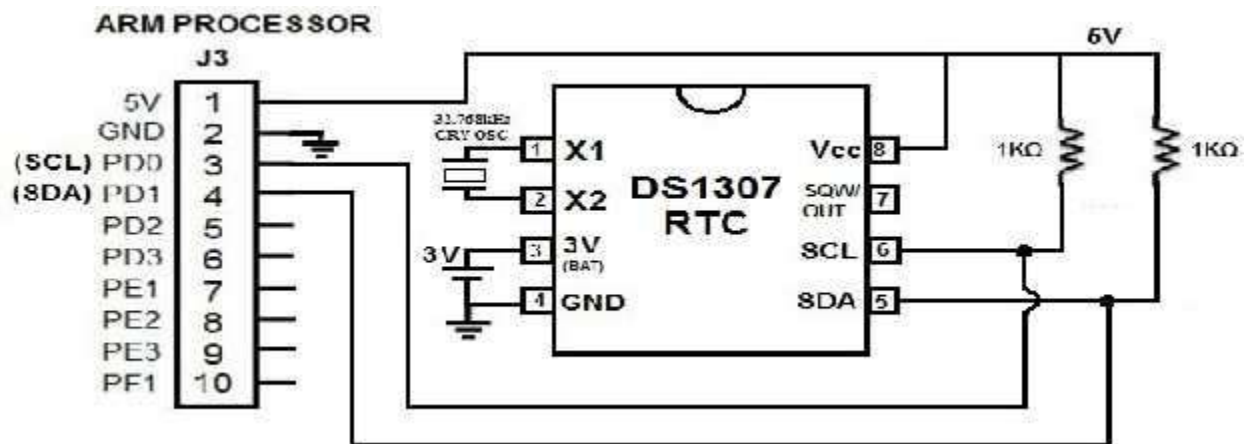 ARM PROCESSOR
J3
5V 1
GND 2
(SCL) PD0 3
(SDA) PD1 4
PD2 5
PD3 6
PE1 7
PE2 8
PE3 9
PF1 10
32.768kHz
CRY OSC
1 X1
2 X2
3V
3 3V
(BAT)
4 GND
DS1307
RTC
Vcc 8
SQW/
OUT 7
SCL 6
SDA 5
5V
1KΩ
1KΩ